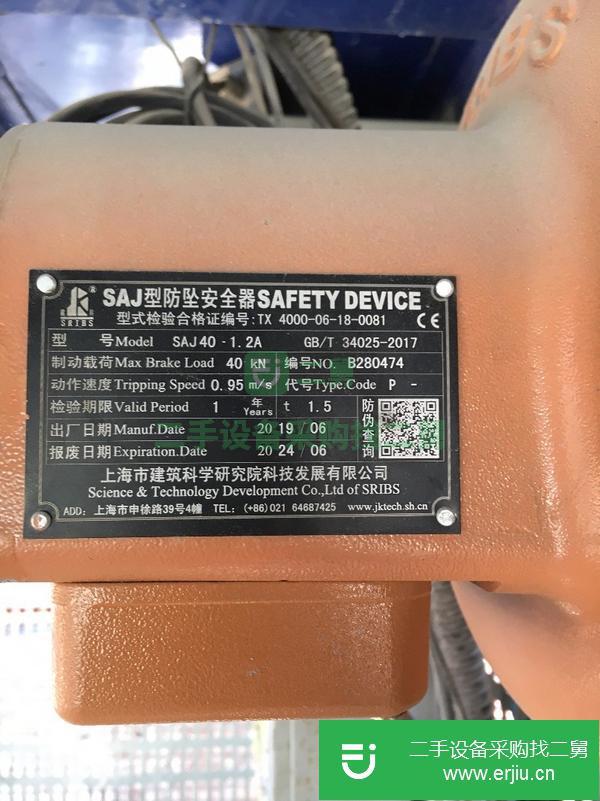 SRIBS
SRIBS ®
SAJ型防坠安全器SAFETY DEVICE
型式检验合格证编号:TX 4000-06-18-0081 CE
型 号Model SAJ40-1.2A GB/T 34025-2017
制动载荷Max Brake Load 40 kN 编号NO. B280474
动作速度Tripping Speed 0.95 m/s 代号Type.Code P -
检验期限Valid Period 1 年Years t 1.5
防伪查询
出厂日期Manuf.Date 2019/06
报废日期Expiration.Date 2024/06
上海市建筑科学研究院科技发展有限公司
Science & Technology Development Co.,Ltd of SRIBS
ADD: 上海市申徐路39号4幢 TEL: (+86)021 64687425 www.jktech.sh.cn
二手设备采购找二舅
二手设备采购找二舅
www.erjiu.cn